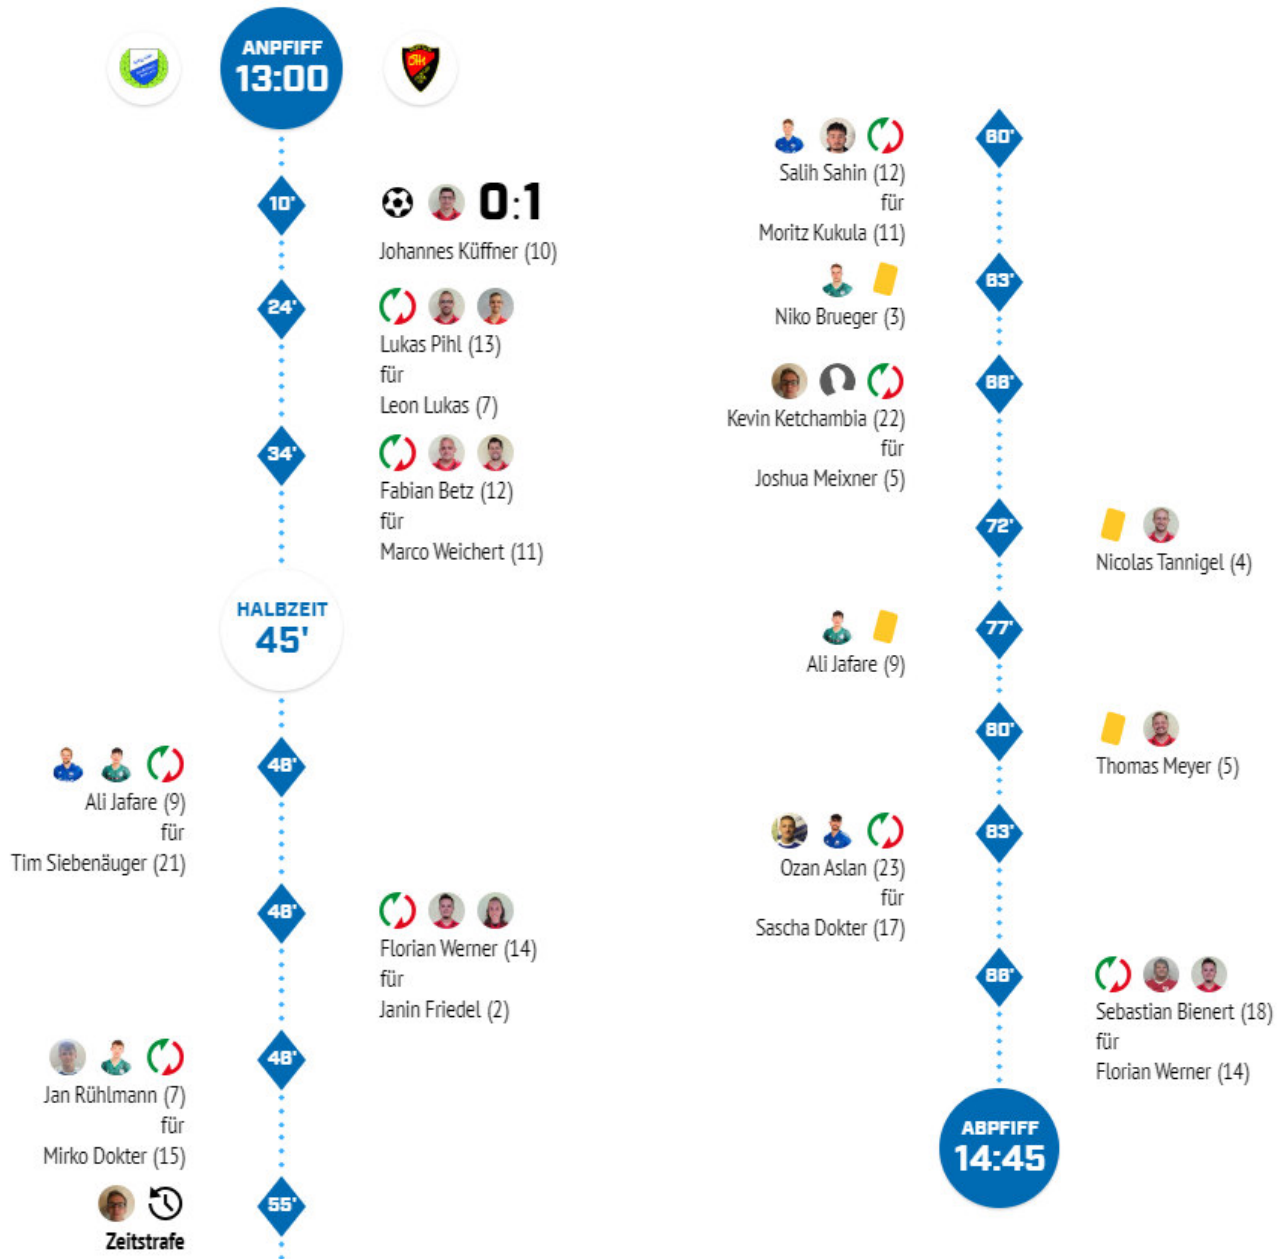 ANPFIFF
13:00
10'
0:1
Johannes Küffner (10)
24'
Lukas Pihl (13)
für
Leon Lukas (7)
34'
Fabian Betz (12)
für
Marco Weichert (11)
HALBZEIT
45'
46'
Ali Jafare (9)
für
Tim Siebenäuger (21)
46'
Florian Werner (14)
für
Janin Friedel (2)
46'
Jan Rühlmann (7)
für
Mirko Dokter (15)
55'
Zeitstrafe
60'
Salih Sahin (12)
für
Moritz Kukula (11)
63'
Niko Brueger (3)
66'
Kevin Ketchambia (22)
für
Joshua Meixner (5)
72'
Nicolas Tannigel (4)
77'
Ali Jafare (9)
80'
Thomas Meyer (5)
83'
Ozan Aslan (23)
für
Sascha Dokter (17)
88'
Sebastian Bienert (18)
für
Florian Werner (14)
ABPFIFF
14:45